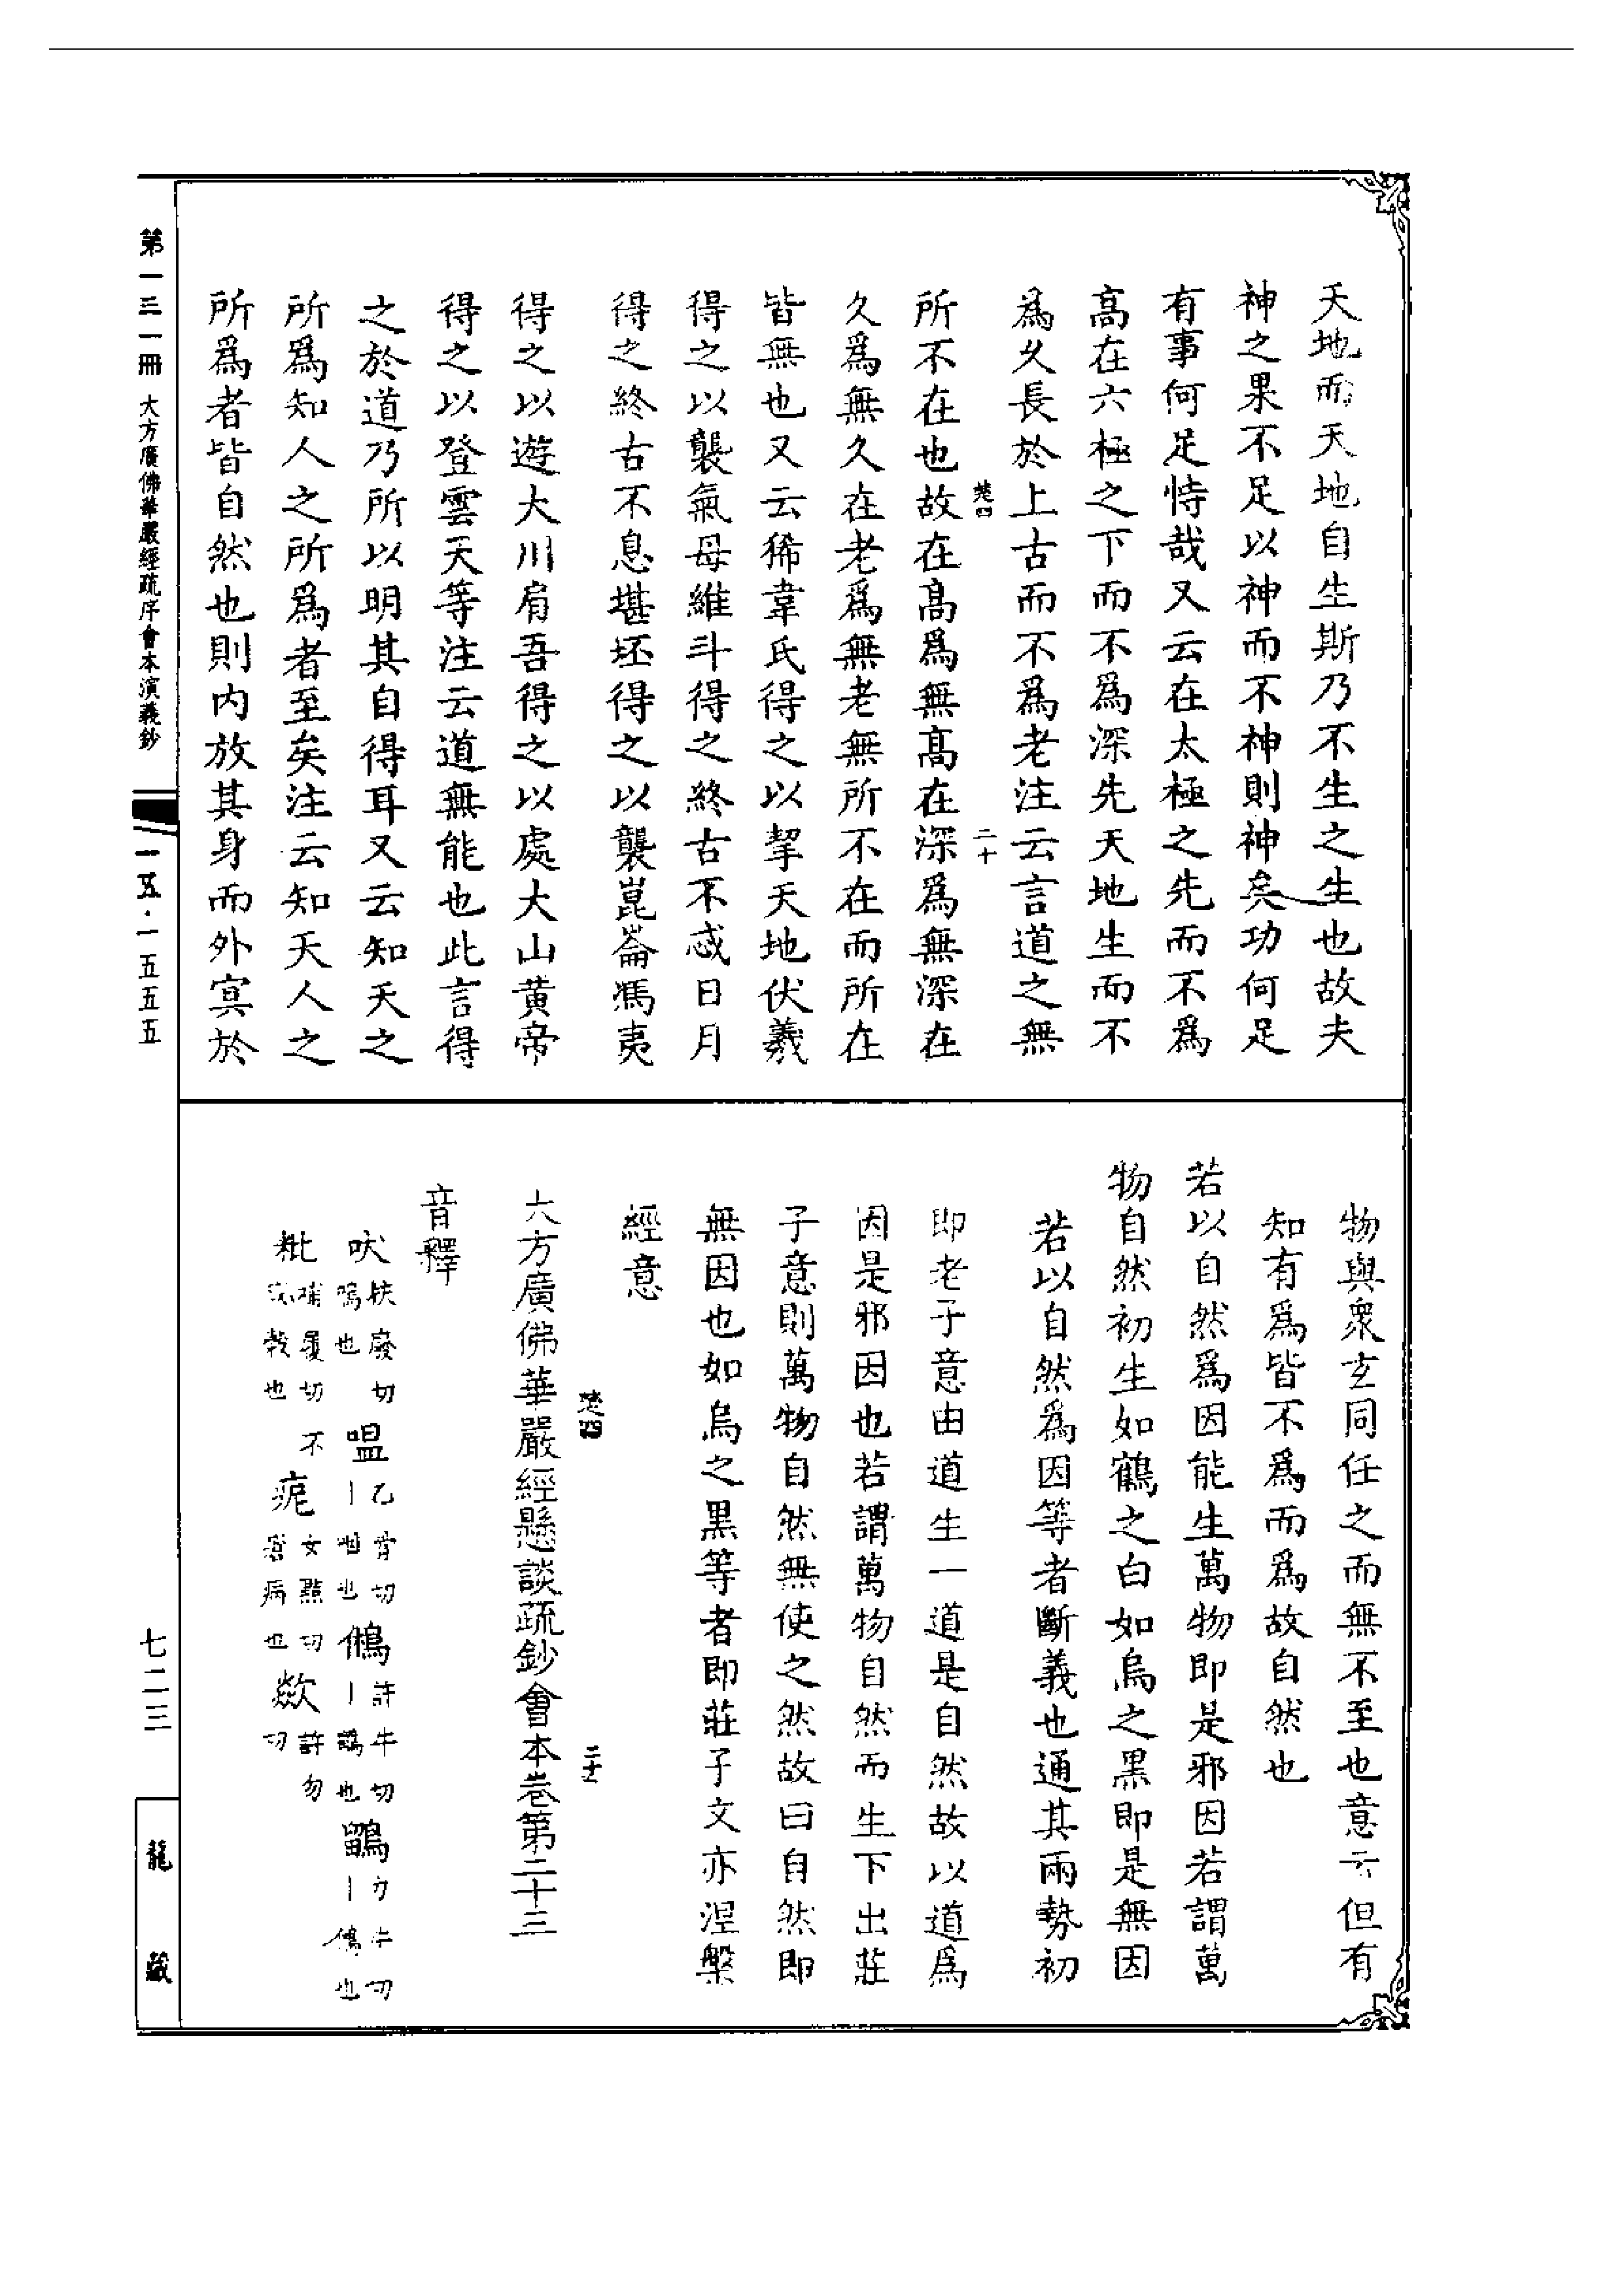 天地而天地自生斯乃不生之生也故夫
神之果不足以神而不神則神矣功何足
有事何足恃哉又云在太極之先而不爲
高在六極之下而不爲深先天地生而不
爲久長於上古而不爲老注云言道之無
所不在也故在髙爲無髙在深爲無深在
久爲無久在老爲無老無所不在而所在
皆無也又云狶韋氏得之以挈天地伏羲
得之以襲氣母維斗得之終古不忒日月
得之終古不息堪坯得之以襲崑崙馮夷
得之以遊大川肩吾得之以處大山黄帝
得之以登雲天等注云道無能也此言得
之於道乃所以明其自得耳又云知天之
所爲知人之所爲者至矣注云知天人之
所爲者皆自然也則内放其身而外㝠於
二十
物與衆玄同任之而無不至也意云但有
知有爲皆不爲而爲故自然也
若以自然爲因能生萬物即是邪因若謂萬
物自然初生如鶴之白如烏之黒即是無因
若以自然爲因等者斷義也通其兩勢初
即老子意由道生一道是自然故以道爲
因是邪因也若謂萬物自然而生下出莊
子意則萬物自然無使之然故曰自然即
無因也如烏之黒等者即莊子文亦涅槃
經意
大方廣佛華嚴經懸談疏鈔會本卷第二十三
音釋
吠 扶廢切鳴也 嗢 乙骨切 鵂 許牛切丨鶹也 鶹 力牛切丨鵂也
粃 補履切不成穀也 痆 女黠切瘡病也 欻 許勿切
第一三一冊 大方廣佛華嚴經疏序會本演義鈔
一五·一五五五
七二三
龍藏